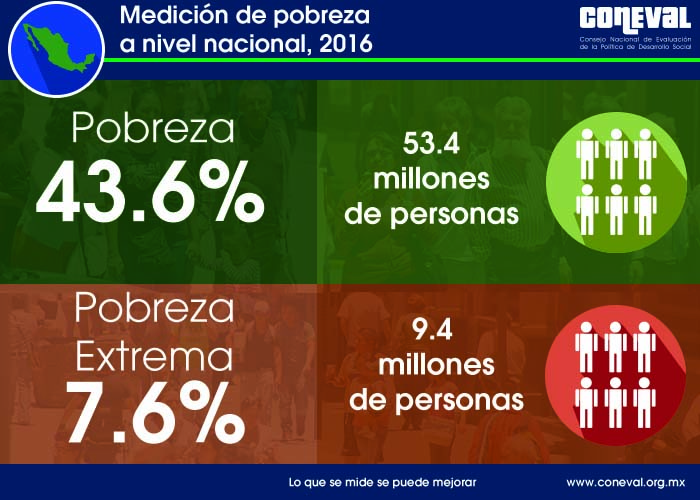 Medición de pobreza
a nivel nacional, 2016
CONEVAL
Consejo Nacional de Evaluación
de la Política de Desarrollo Social
Pobreza
43.6%
53.4
millones
de personas
Pobreza
Extrema
7.6%
9.4
millones
de personas
Lo que se mide se puede mejorar
www.coneval.org.mx